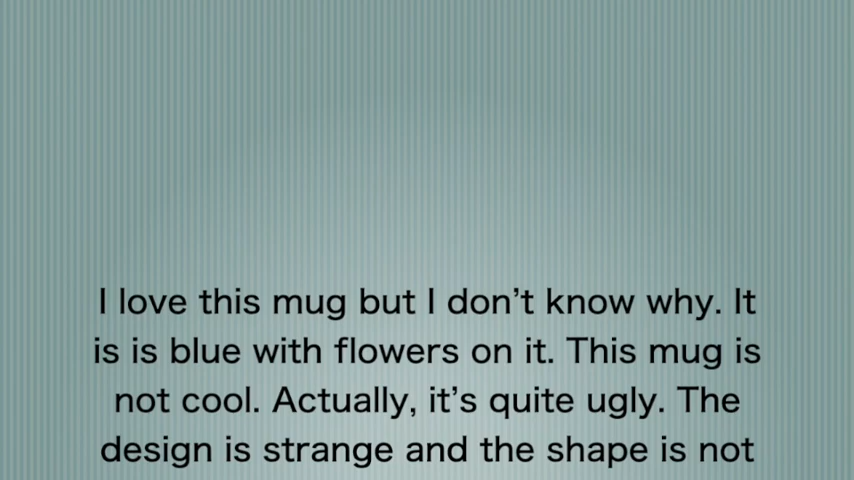 I love this mug but I don’t know why. It
is is blue with flowers on it. This mug is
not cool. Actually, it’s quite ugly. The
design is strange and the shape is not